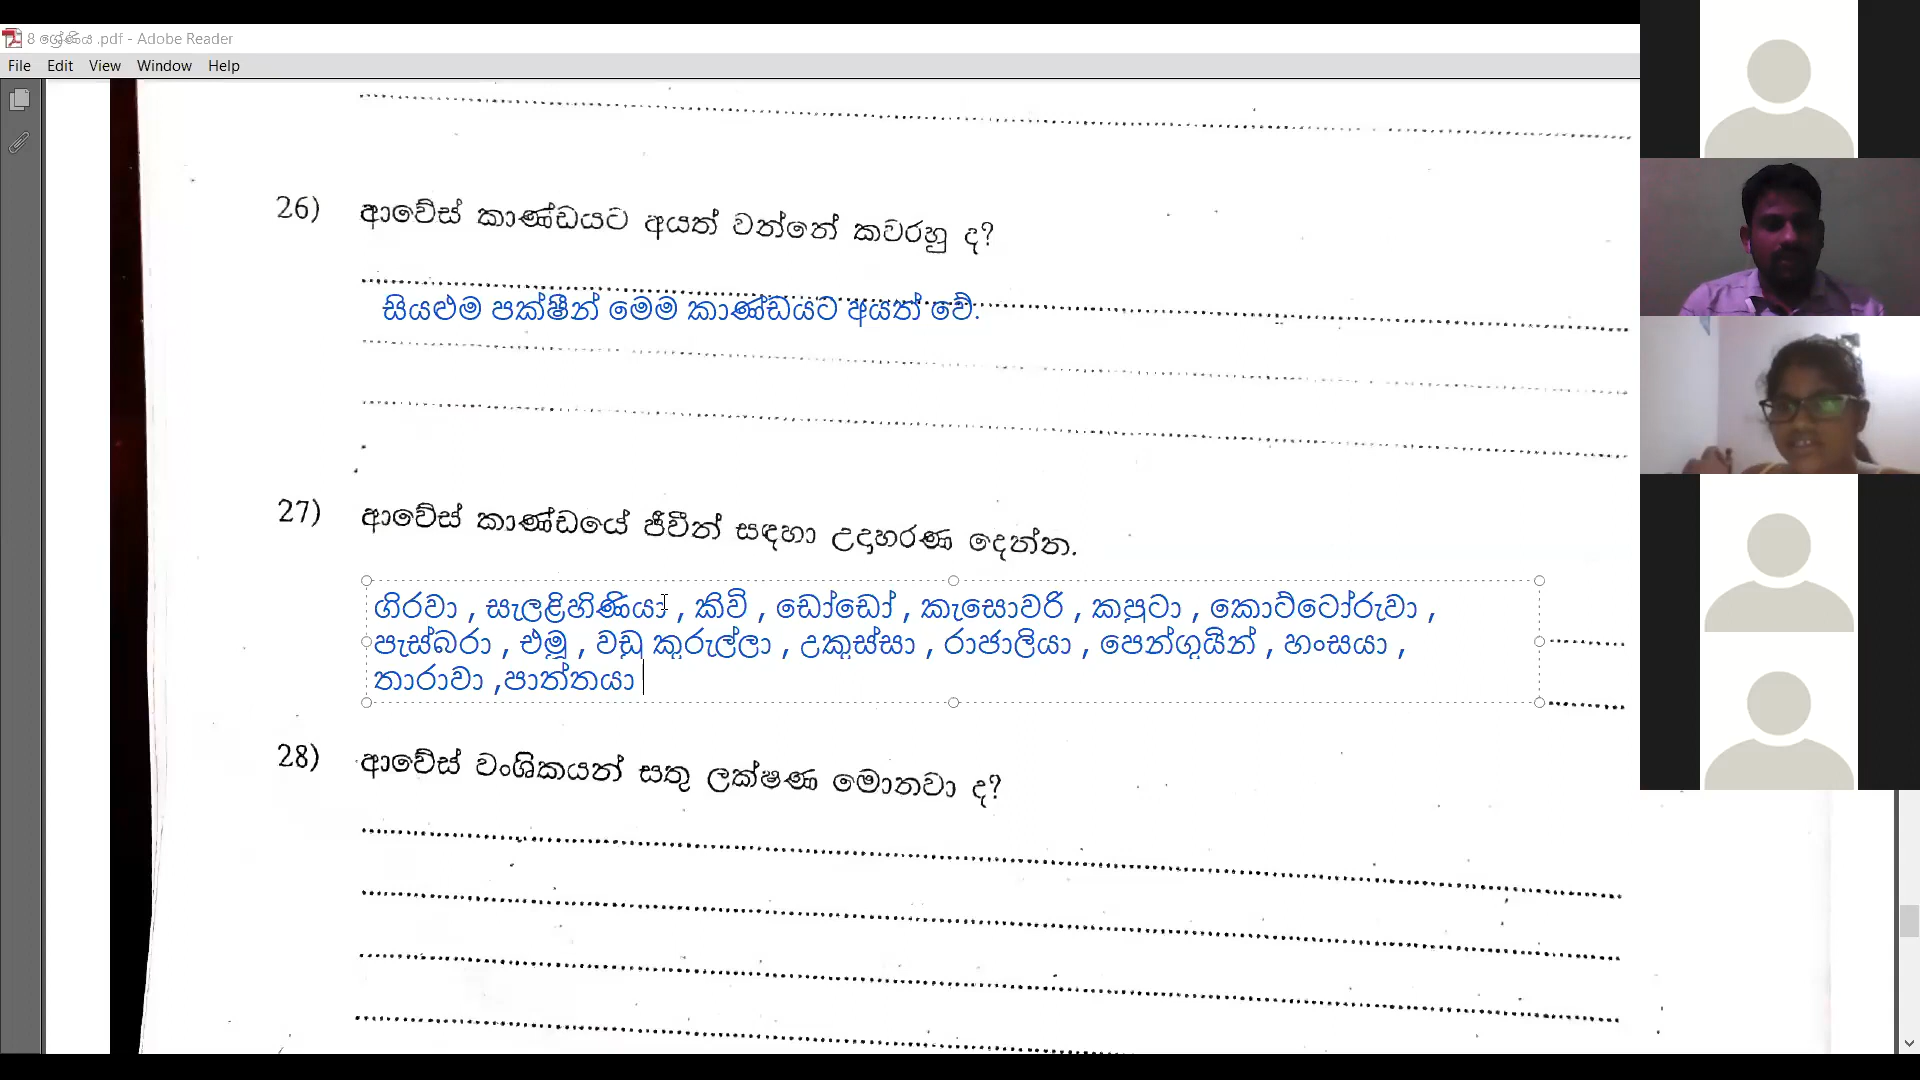 8 ශ්‍රේණිය .pdf - Adobe Reader
File Edit View Window Help
26) ආවේස් කාණ්ඩයට අයත් වන්නේ කවරහු ද?
සියළුම පක්ෂීන් මෙම කාණ්ඩයට අයත් වේ.
27) ආවේස් කාණ්ඩයේ ජීවීන් සඳහා උදාහරණ දෙන්න.
ගිරවා , සැලළිහිණියා , කිවි , ඩෝඩෝ , කැසොවරි , කපුටා , කොට්ටෝරුවා ,
පැස්බරා , එමූ , වඩු කුරුල්ලා , උකුස්සා , රාජාලියා , පෙන්ගුයින් , හංසයා ,
තාරාවා ,පාත්තයා
28) ආවේස් වංශිකයන් සතු ලක්ෂණ මොනවා ද?